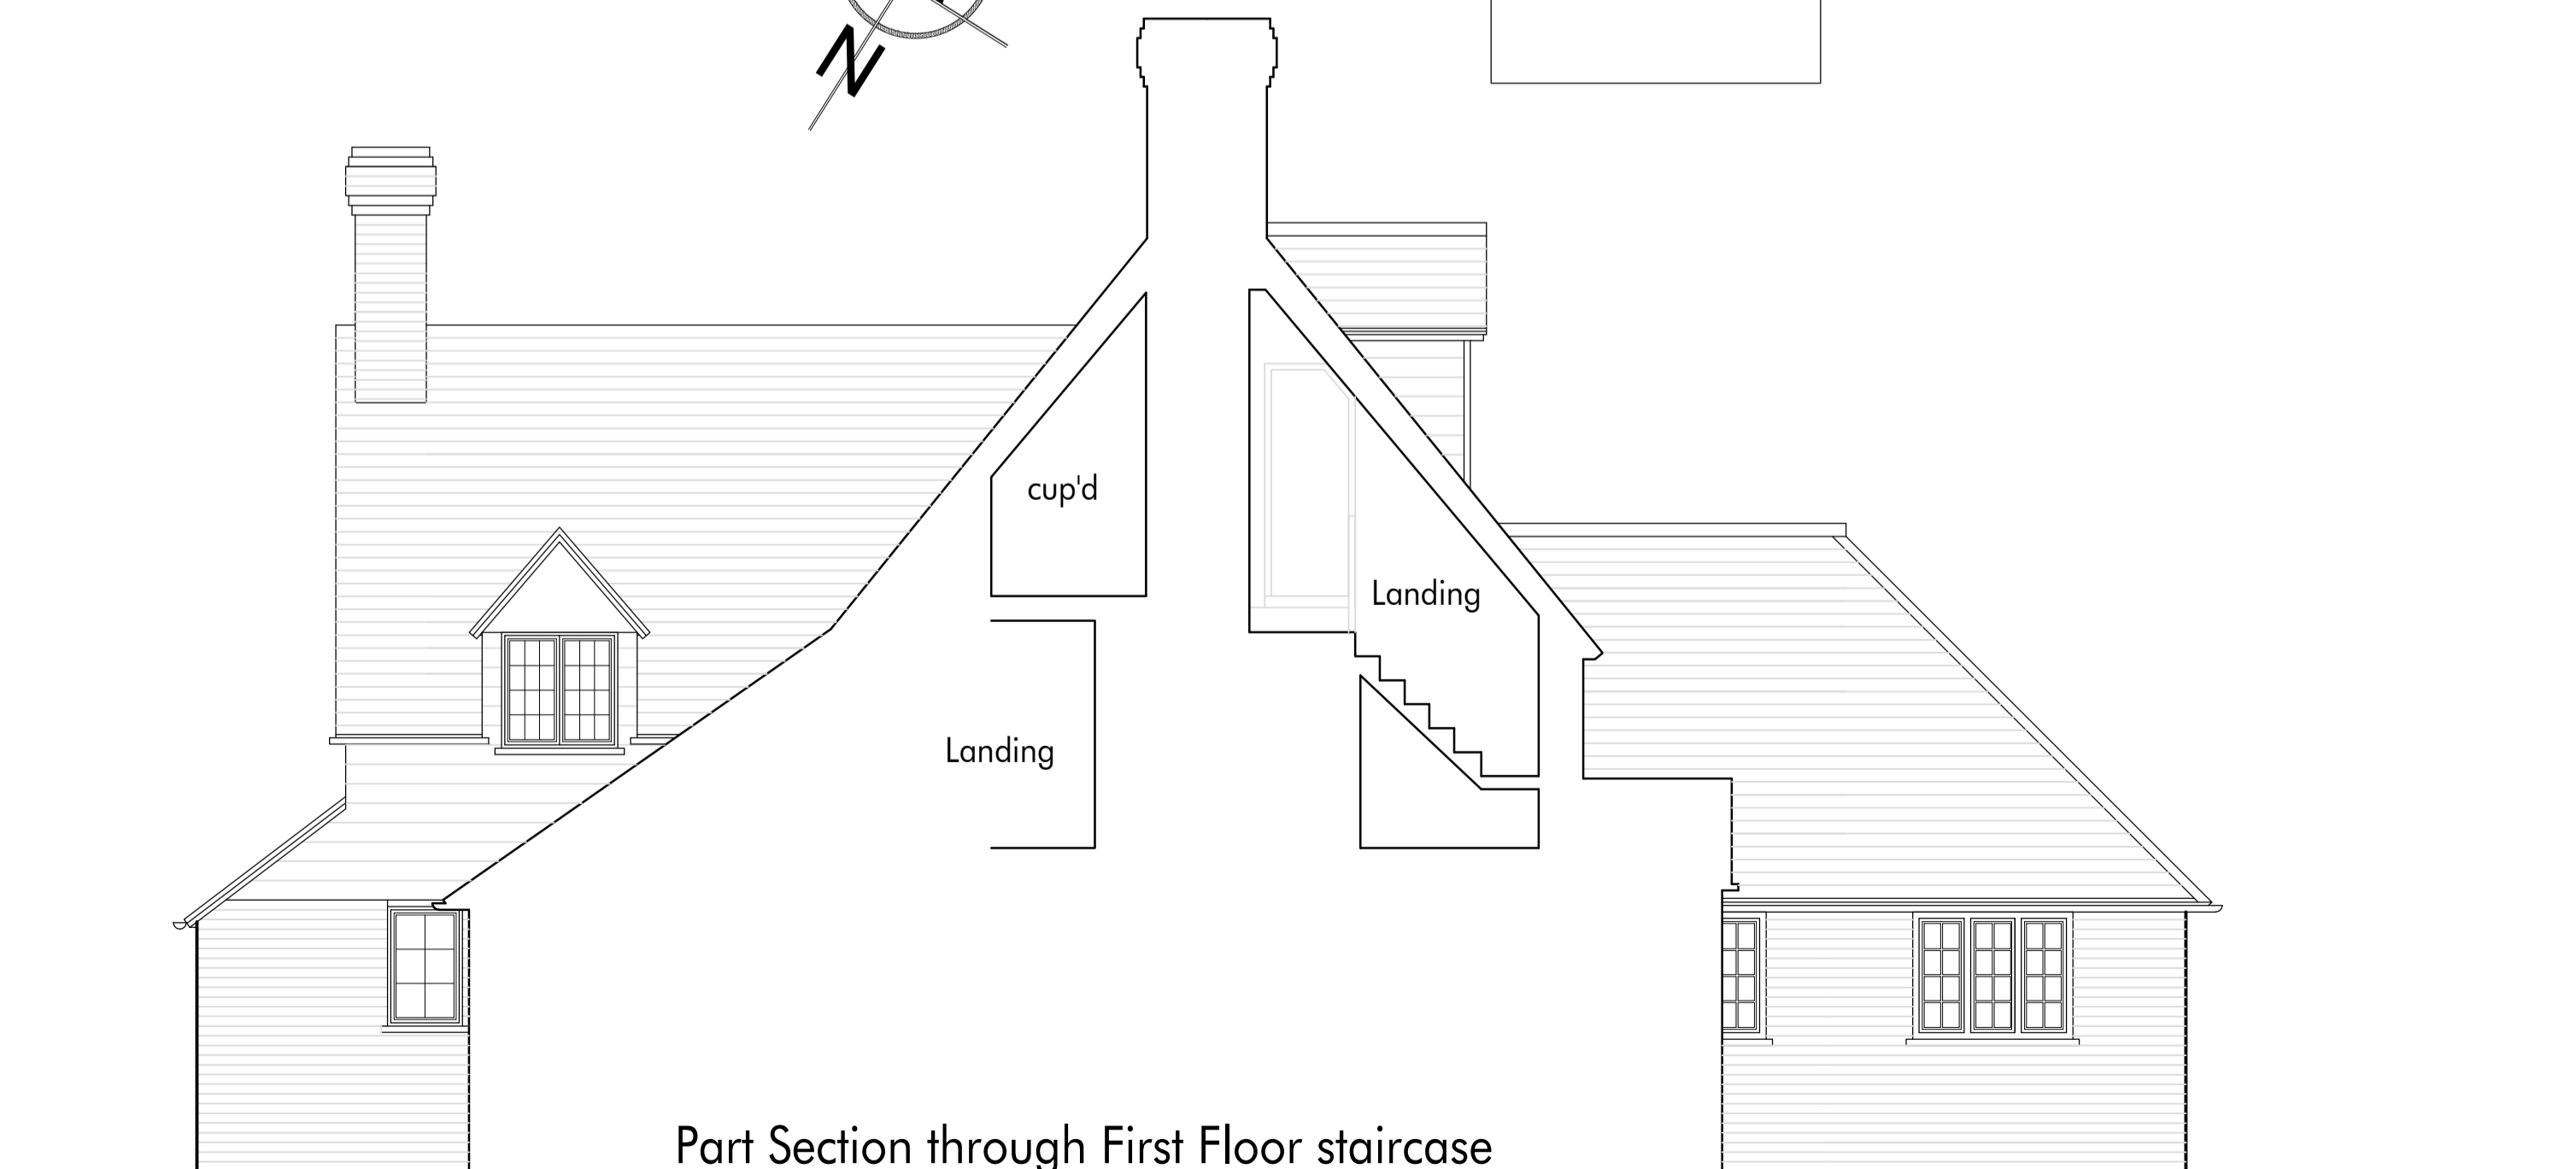 N
cup'd
Landing
Landing
Part Section through First Floor staircase